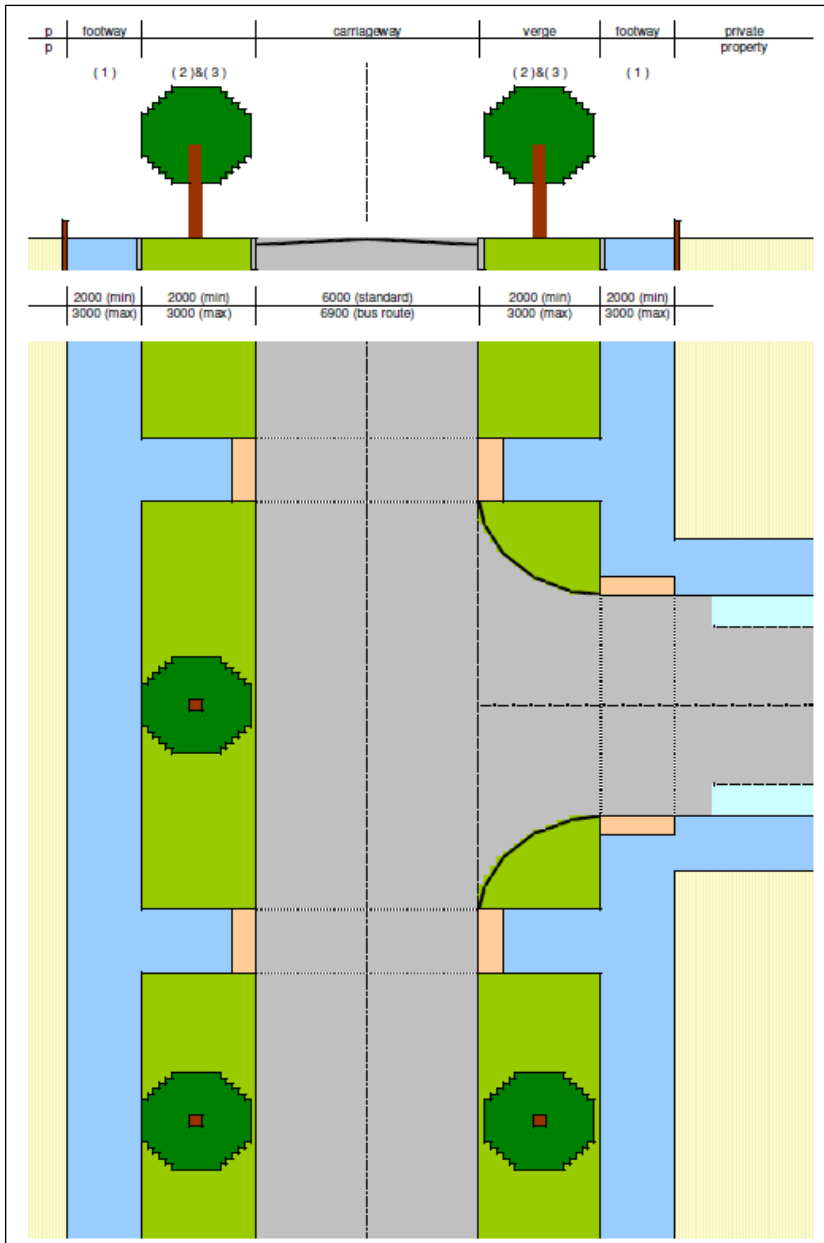 p footway carriageway verge footway private
p property
( 1 ) ( 2 )&( 3 ) ( 2 )&( 3 ) ( 1 )
2000 (min) 2000 (min) 6000 (standard) 2000 (min) 2000 (min)
3000 (max) 3000 (max) 6900 (bus route) 3000 (max) 3000 (max)